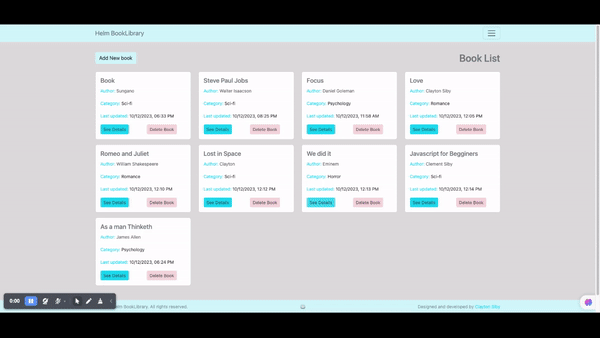 Helm BookLibrary
Add New book
Book List
Book
Author: Sungano
Category: Sci-fi
Last updated: 10/12/2023, 06:33 PM
See Details Delete Book
Steve Paul Jobs
Author: Walter Isaacson
Category: Sci-fi
Last updated: 10/12/2023, 08:25 PM
See Details Delete Book
Focus
Author: Daniel Goleman
Category: Psychology
Last updated: 10/12/2023, 11:58 AM
See Details Delete Book
Love
Author: Clayton Siby
Category: Romance
Last updated: 10/12/2023, 12:05 PM
See Details Delete Book
Romeo and Juliet
Author: William Shakespeare
Category: Romance
Last updated: 10/12/2023, 12:10 PM
See Details Delete Book
Lost in Space
Author: Clayton
Category: Sci-fi
Last updated: 10/12/2023, 12:12 PM
See Details Delete Book
We did it
Author: Eminem
Category: Horror
Last updated: 10/12/2023, 12:13 PM
See Details Delete Book
Javascript for Begginers
Author: Clement Siby
Category: Sci-fi
Last updated: 10/12/2023, 12:14 PM
See Details Delete Book
As a man Thinketh
Author: James Allen
Category: Psychology
Last updated: 10/12/2023, 06:24 PM
See Details Delete Book
0:00
Helm BookLibrary. All rights reserved.
Designed and developed by Clayton Siby